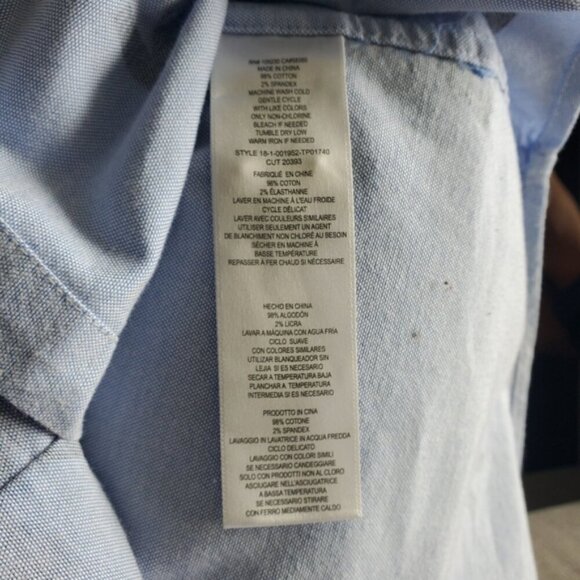 MADE IN CHINA
98% COTTON
2% SPANDEX
MACHINE WASH COLD
GENTLE CYCLE
WITH LIKE COLORS
ONLY NON-CHLORINE
BLEACH IF NEEDED
TUMBLE DRY LOW
WARM IRON IF NEEDED
STYLE 18-1-001952-TP01740
CUT 20393
FABRIQUÉ EN CHINE
98% COTON
2% ÉLASTHANNE
LAVER EN MACHINE À L'EAU FROIDE
CYCLE DÉLICAT
LAVER AVEC COULEURS SIMILAIRES
UTILISER SEULEMENT UN AGENT
DE BLANCHIMENT NON CHLORÉ AU BESOIN
SÉCHER EN MACHINE À
BASSE TEMPÉRATURE
REPASSER À FER CHAUD SI NÉCESSAIRE
HECHO EN CHINA
98% ALGODÓN
2% LICRA
LAVAR A MÁQUINA CON AGUA FRÍA
CICLO SUAVE
CON COLORES SIMILARES
UTILIZAR BLANQUEADOR SIN
LEJIA SI ES NECESARIO
SECAR A TEMPERATURA BAJA
PLANCHAR A TEMPERATURA
INTERMEDIA SI ES NECESARIO
PRODOTTO IN CINA
98% COTONE
2% SPANDEX
LAVAGGIO IN LAVATRICE IN ACQUA FREDDA
CICLO DELICATO
LAVAGGIO CON COLORI SIMILI
SE NECESSARIO CANDEGGIARE
SOLO CON PRODOTTI NON AL CLORO
ASCIUGARE NELL'ASCIUGATRICE
A BASSA TEMPERATURA
SE NECESSARIO STIRARE
CON FERRO MEDIAMENTE CALDO